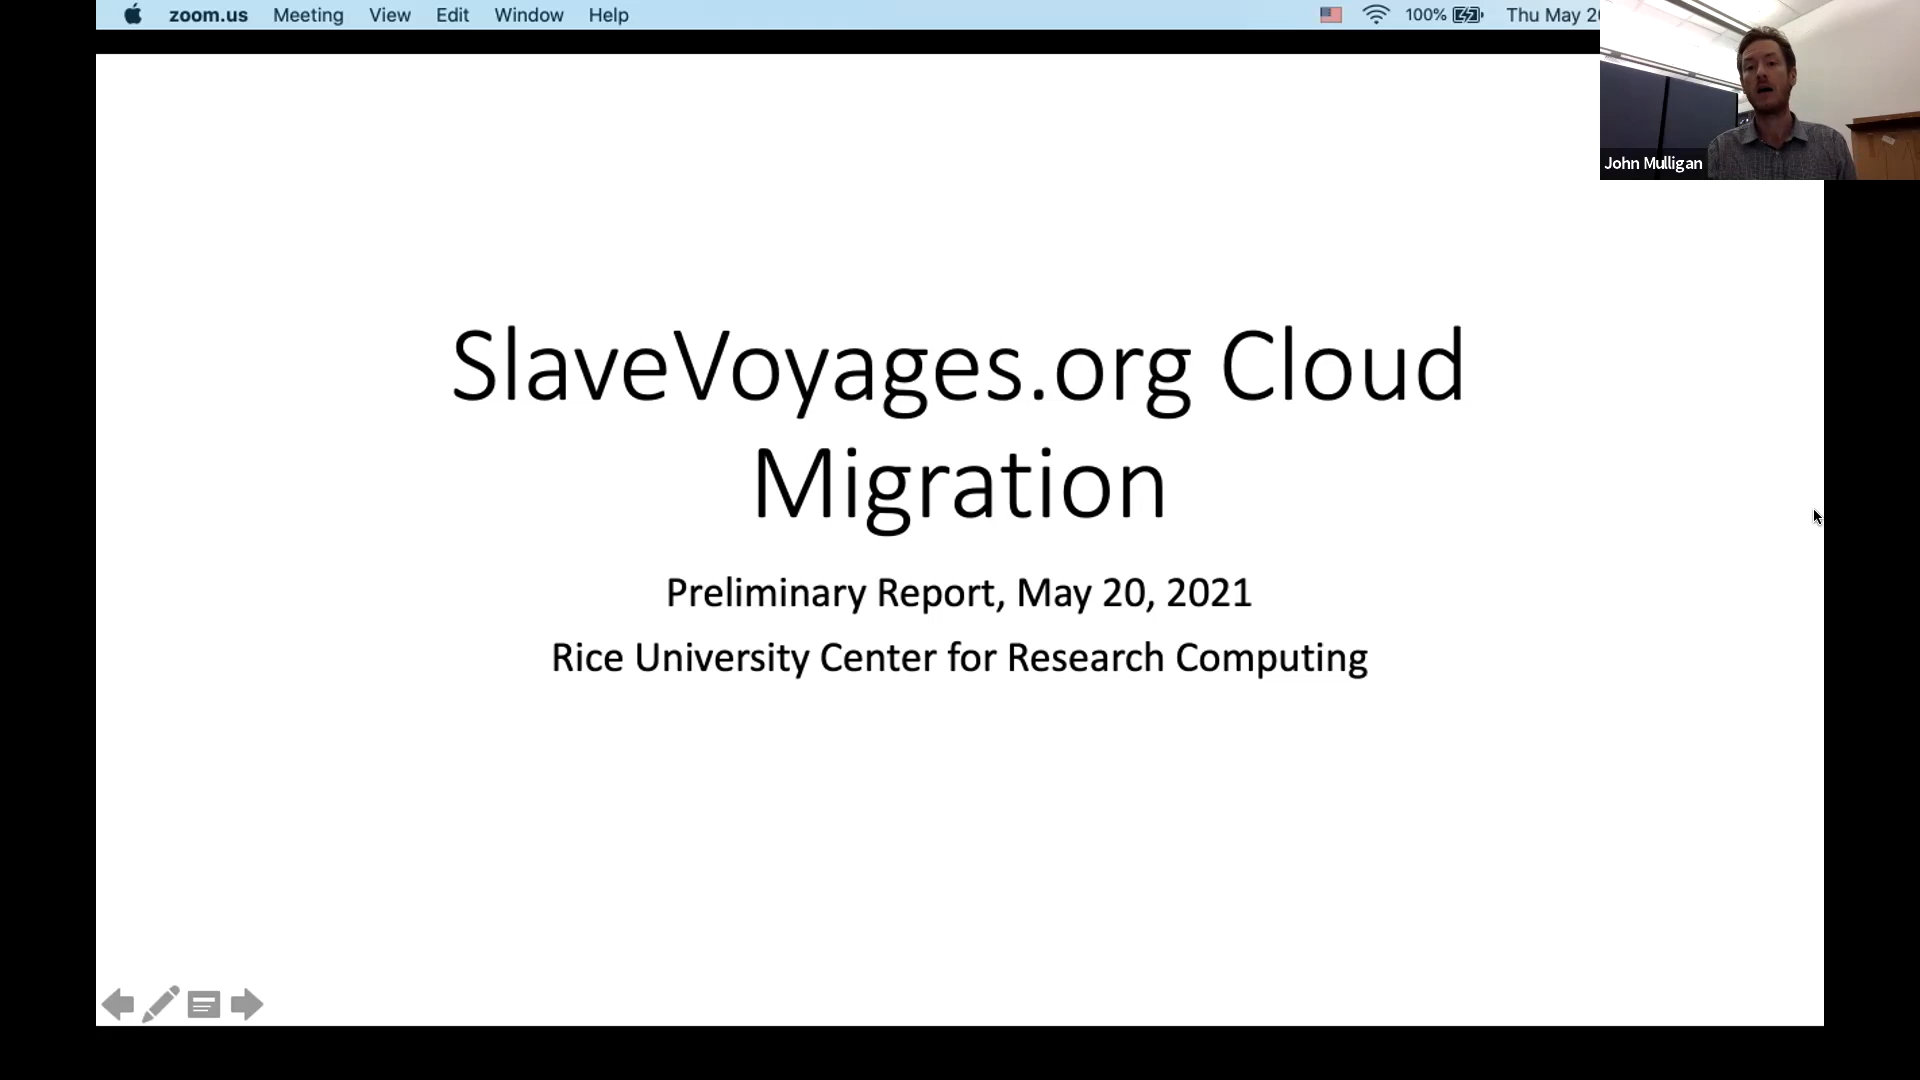 zoom.us Meeting View Edit Window Help 100% Thu May
John Mulligan
SlaveVoyages.org Cloud
Migration
Preliminary Report, May 20, 2021
Rice University Center for Research Computing